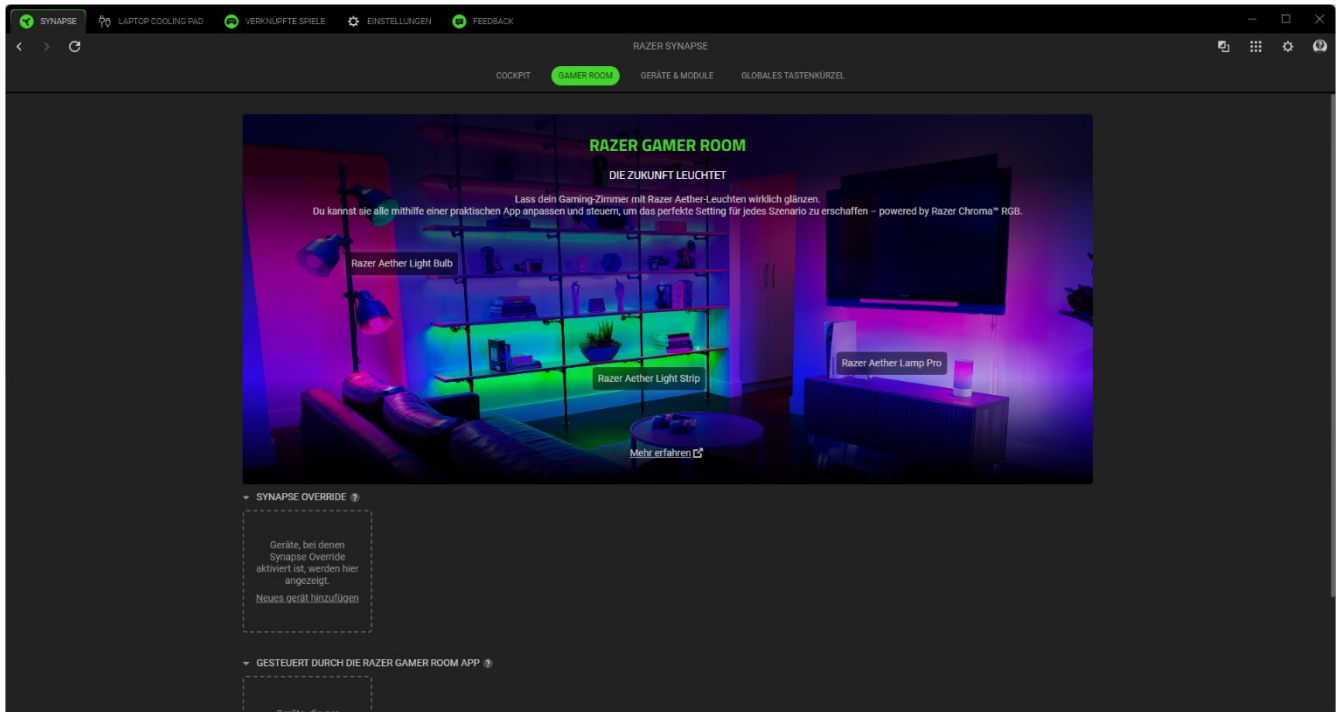 SYNAPSE
LAPTOP COOLING PAD
VERKNÜPFTE SPIELE
EINSTELLUNGEN
FEEDBACK
RAZER SYNAPSE
COCKPIT
GAMER ROOM
GERÄTE & MODULE
GLOBALES TASTENKÜRZEL
RAZER GAMER ROOM
DIE ZUKUNFT LEUCHTET
Lass dein Gaming-Zimmer mit Razer Aether-Leuchten wirklich glänzen.
Du kannst sie alle mithilfe einer praktischen App anpassen und steuern, um das perfekte Setting für jedes Szenario zu erschaffen – powered by Razer Chroma™ RGB.
Razer Aether Light Bulb
Razer Aether Lamp Pro
Razer Aether Light Strip
Mehr erfahren
SYNAPSE OVERRIDE ?
Geräte, bei denen
Synapse Override
aktiviert ist, werden hier
angezeigt.
Neues gerät hinzufügen
GESTEUERT DURCH DIE RAZER GAMER ROOM APP ?